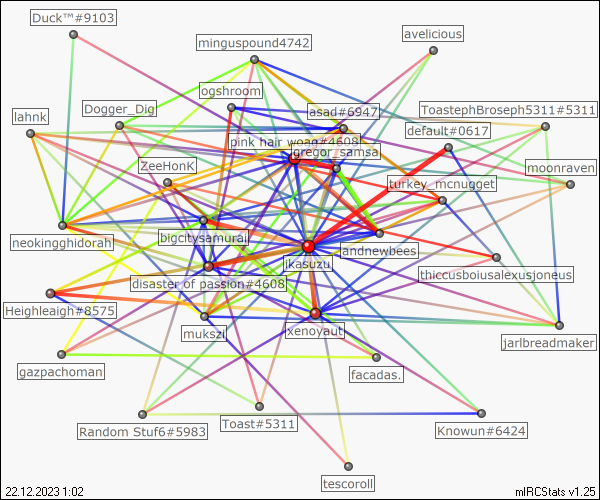 Duck™#9103
minguspound4742
avelicious
ogshroom
lahnk
Dogger_Dig
asad#6947
ToastephBroseph5311#5311
default#0617
pink hair woag#4608
gregor_samsa
ZeeHonK
moonraven
turkey_mcnugget
neokingghidorah
bigcitysamurai
landnewbees
ikasuzu
thiccusboiusalexusjoneus
disaster of passion#4608
Heighleaigh#8575
mukszi
xenoyaut
jarlbreadmaker
gazpachoman
facadas.
Random Stuf6#5983
Toast#5311
Knowun#6424
tescoroll
22.12.2023 1:02
mIRCStats v1.25